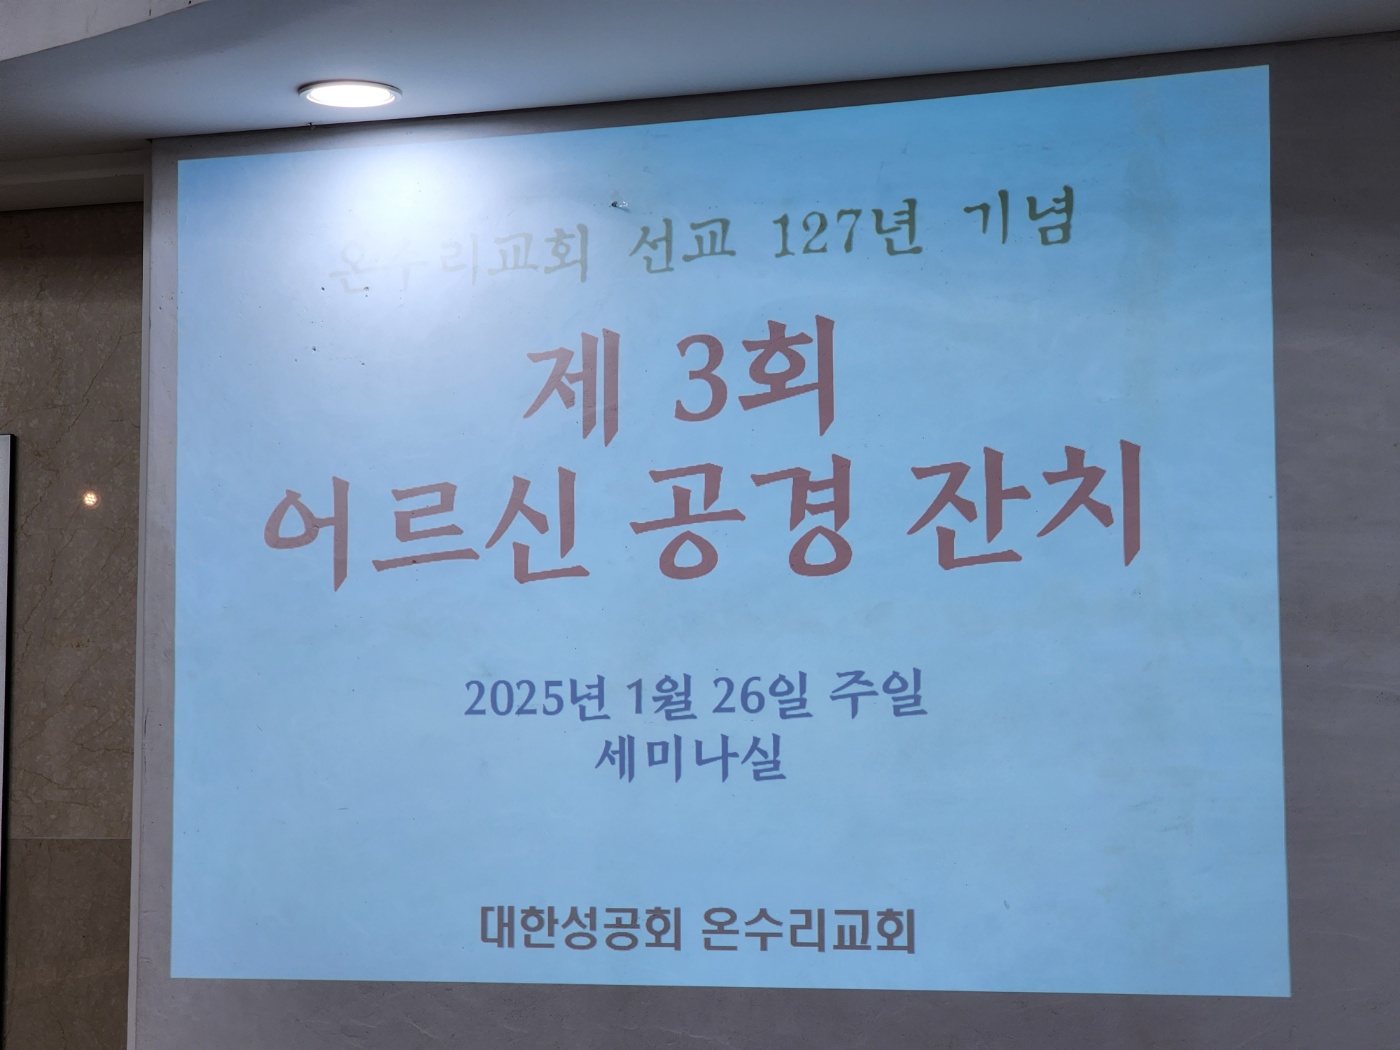 온수리교회 선교 127년 기념
제 3회
어르신 공경 잔치
2025년 1월 26일 주일
세미나실
대한성공회 온수리교회